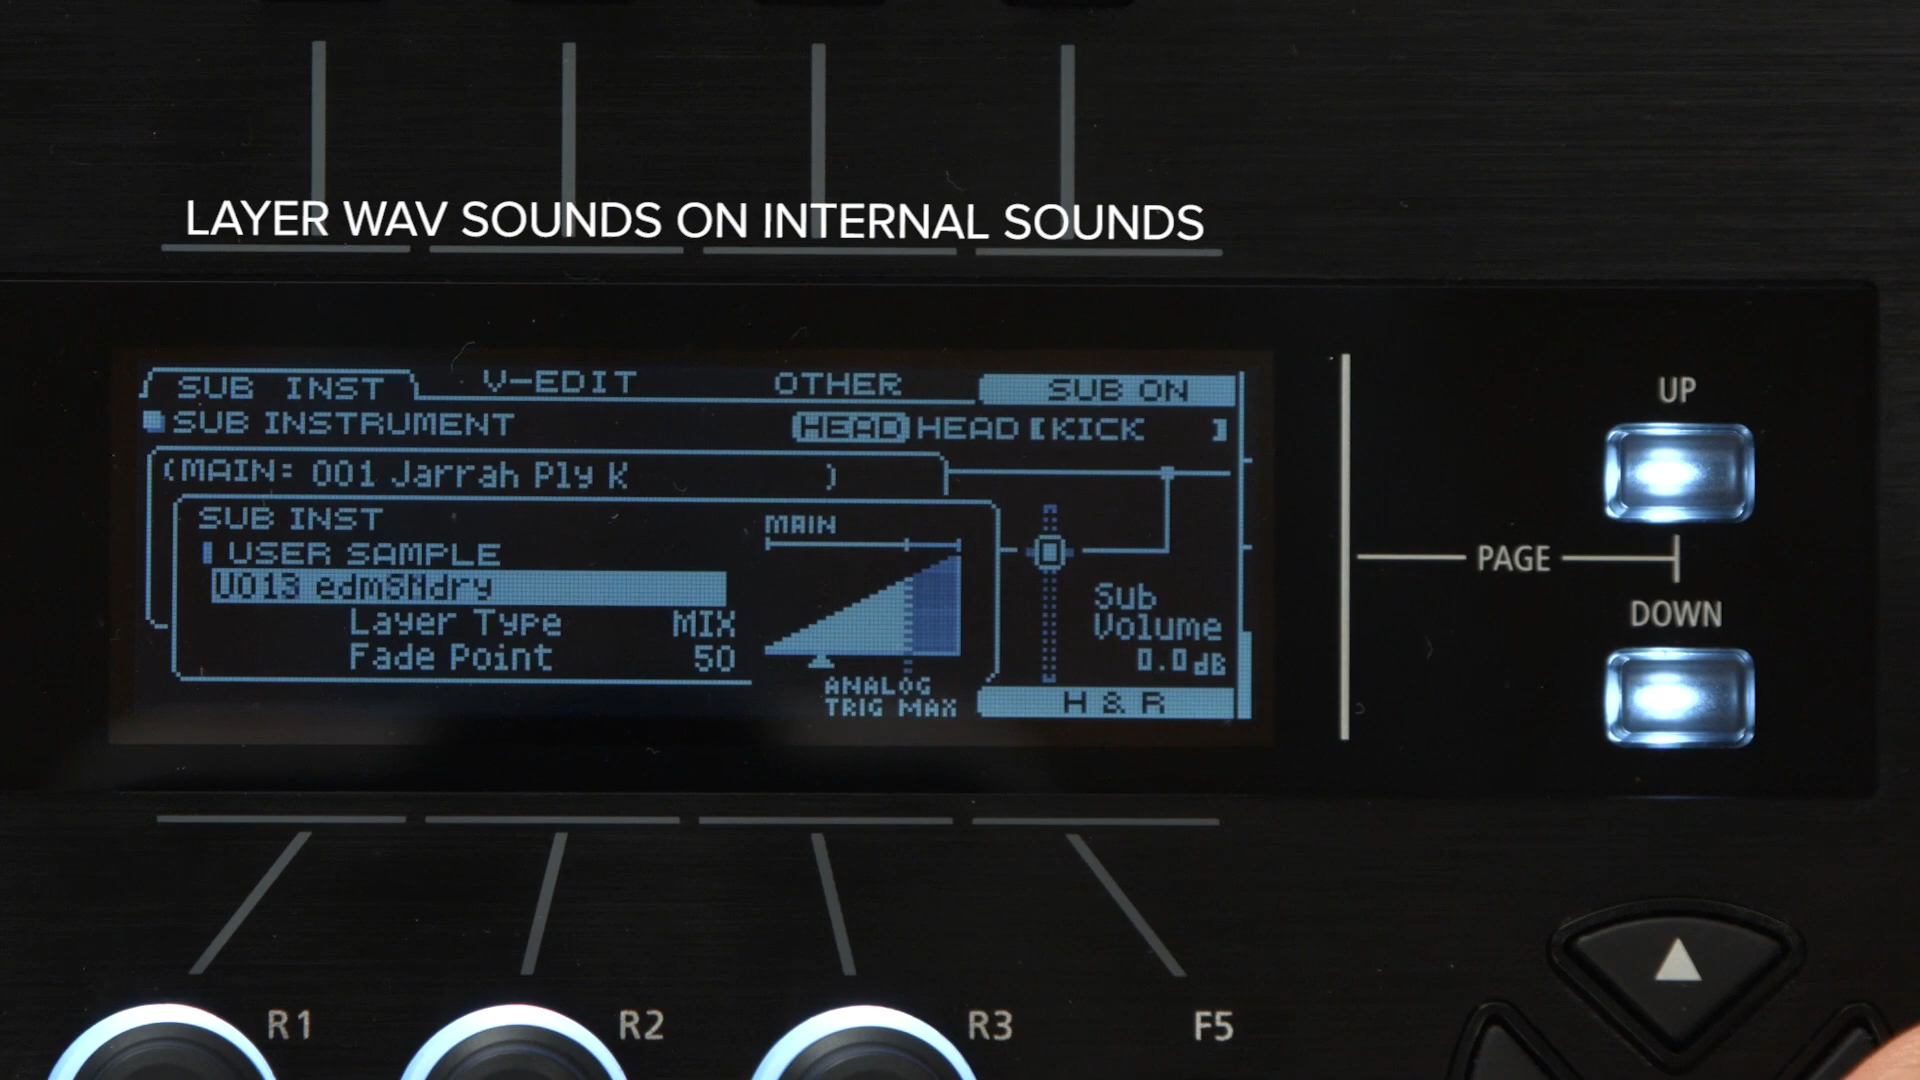 LAYER WAV SOUNDS ON INTERNAL SOUNDS
SUB INST V-EDIT OTHER SUB ON
SUB INSTRUMENT HEAD HEAD [KICK ]
(MAIN: 001 Jarrah Ply K )
SUB INST
USER SAMPLE
U013 edmSNdry
Layer Type MIX
Fade Point 50
MAIN
ANALOG
TRIG MAX
Sub
Volume
0.0dB
H & R
UP
PAGE
DOWN
R1 R2 R3 F5